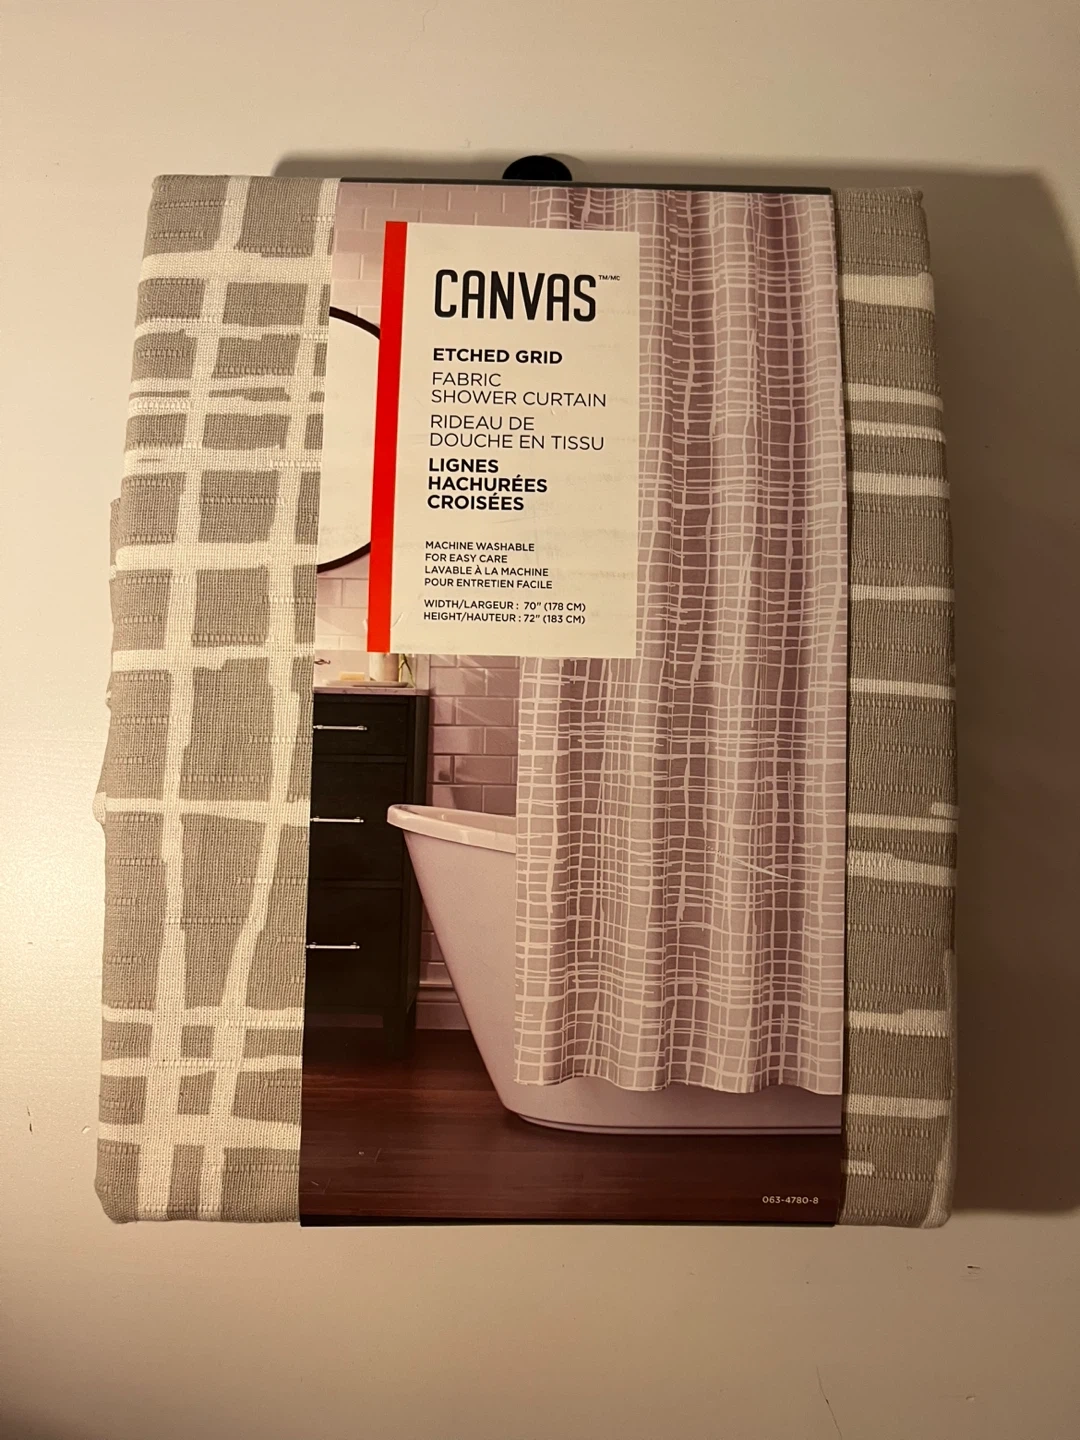 CANVAS TM/MC
ETCHED GRID
FABRIC
SHOWER CURTAIN
RIDEAU DE
DOUCHE EN TISSU
LIGNES
HACHURÉES
CROISÉES
MACHINE WASHABLE
FOR EASY CARE
LAVABLE À LA MACHINE
POUR ENTRETIEN FACILE
WIDTH/LARGEUR : 70" (178 CM)
HEIGHT/HAUTEUR : 72" (183 CM)
063-4780-8